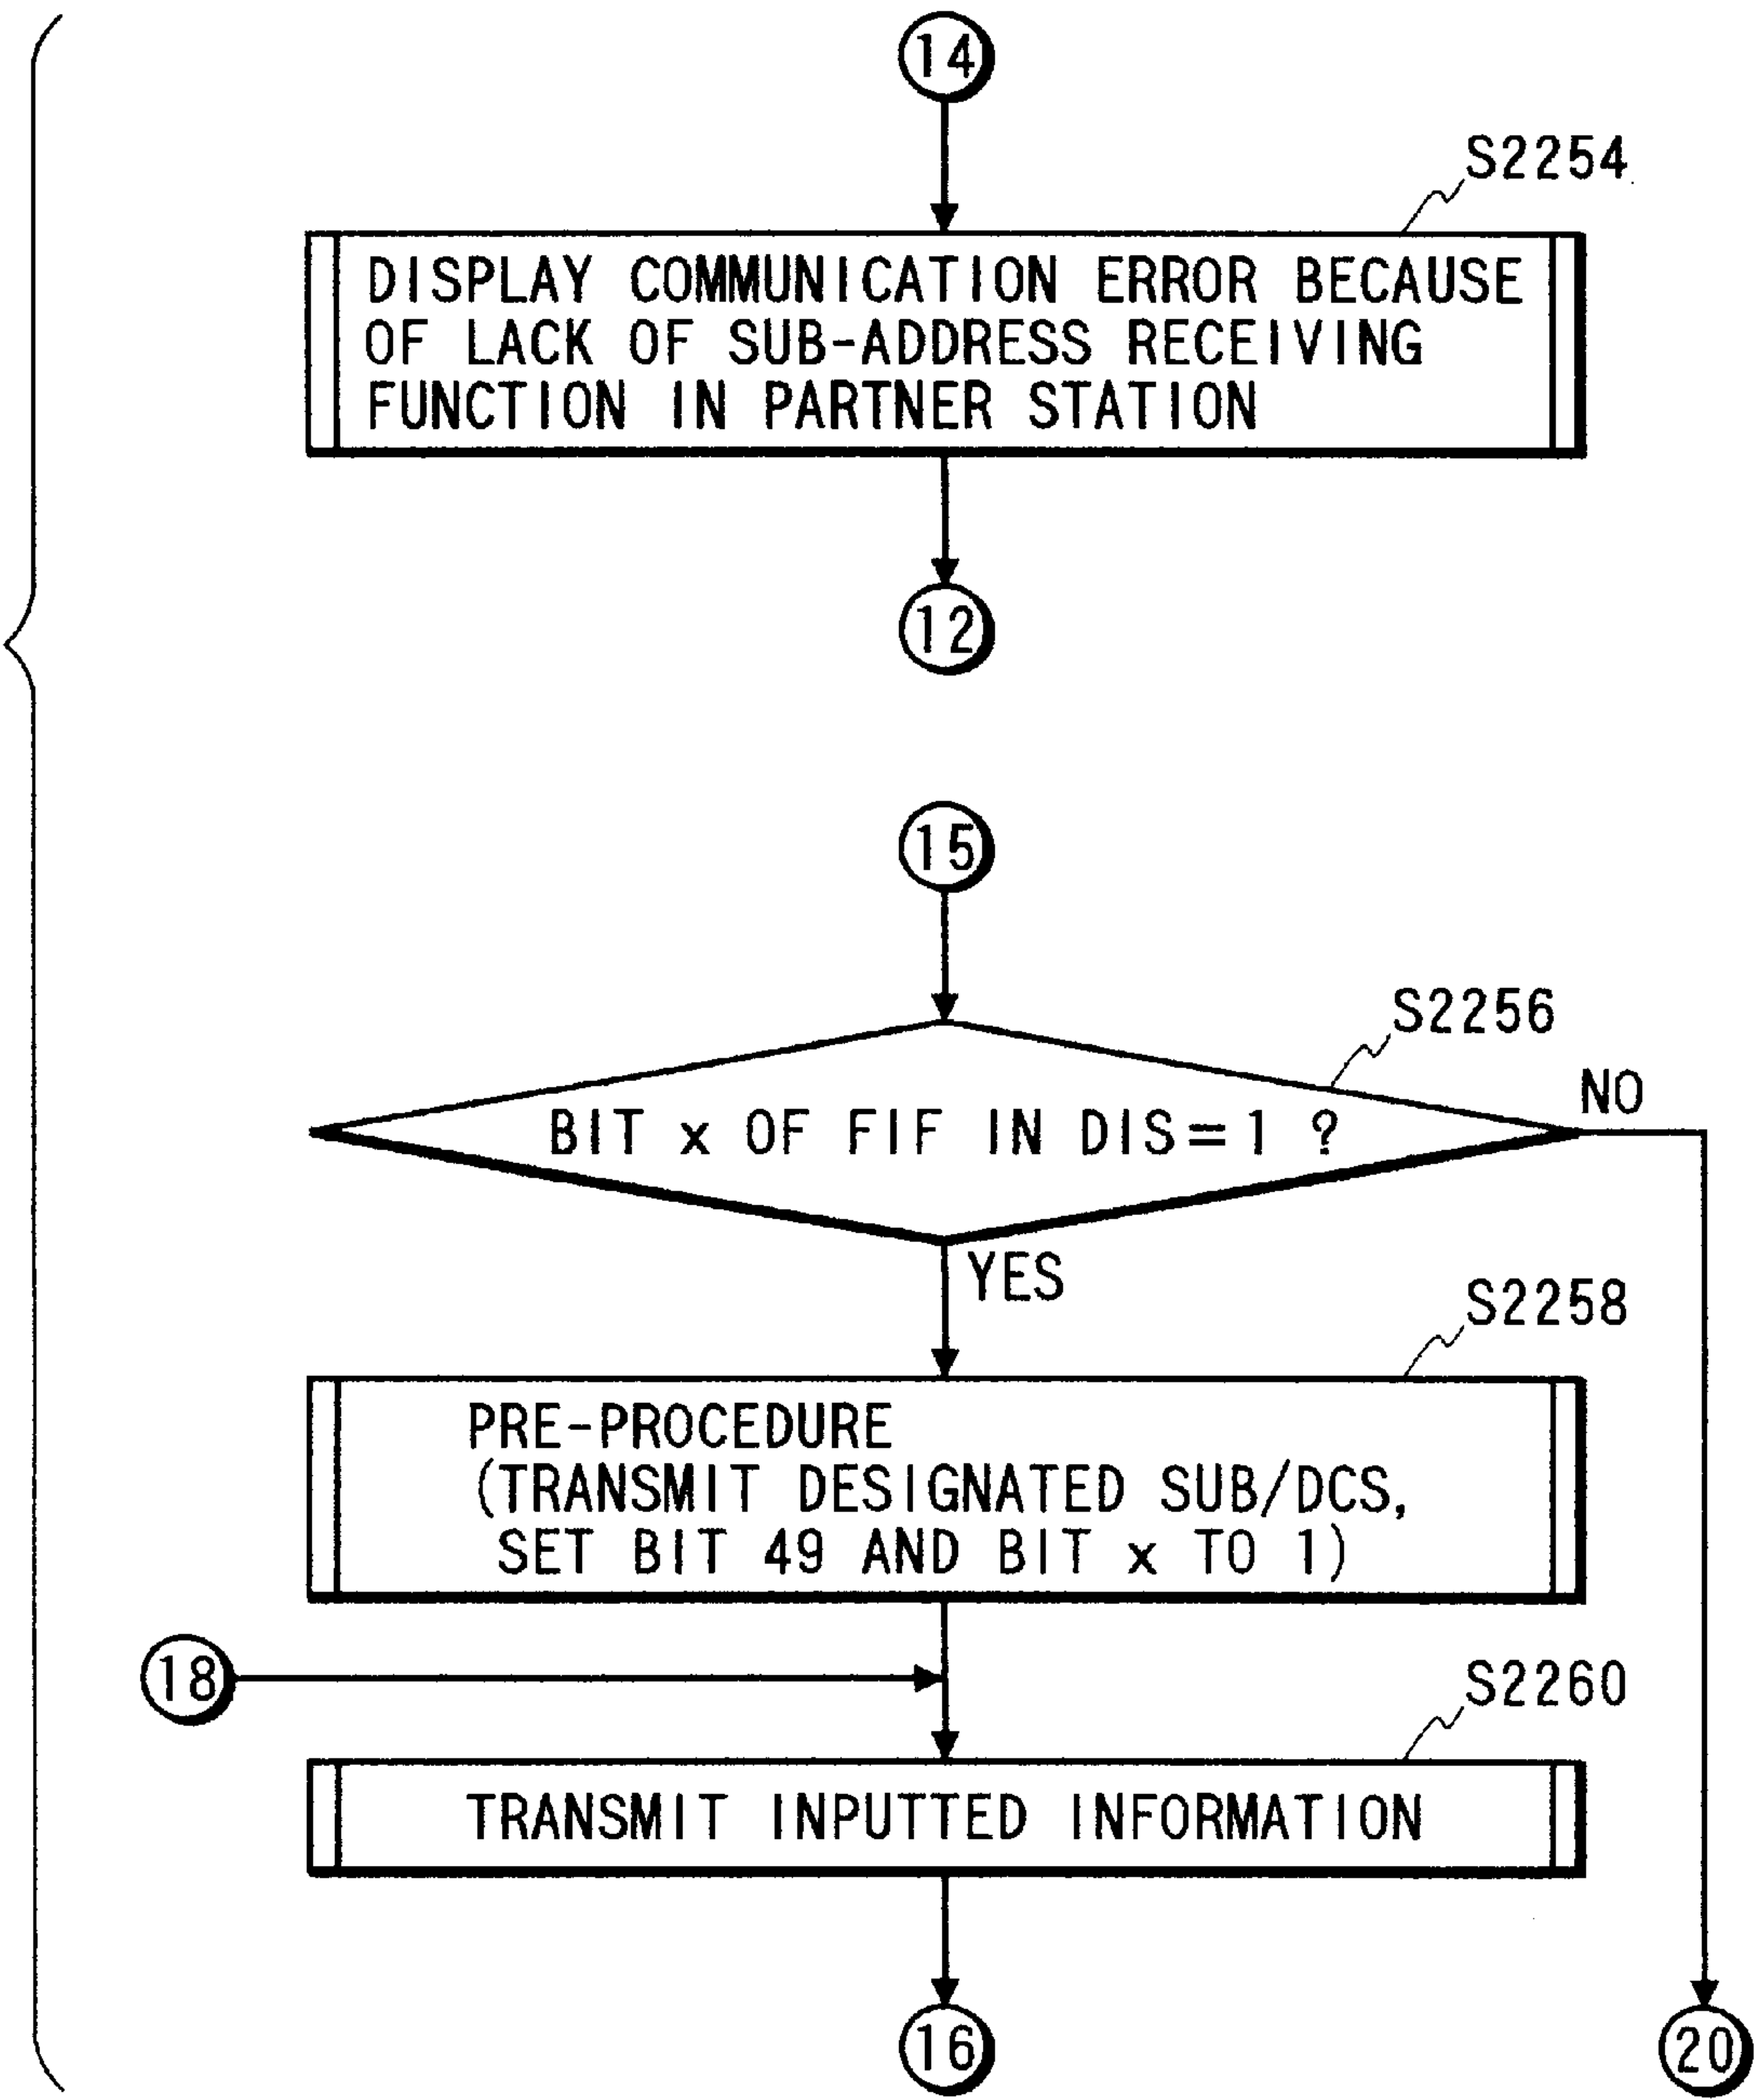 14
S2254
DISPLAY COMMUNICATION ERROR BECAUSE
OF LACK OF SUB-ADDRESS RECEIVING
FUNCTION IN PARTNER STATION
12
15
S2256
BIT x OF FIF IN DIS=1 ?
NO
YES
S2258
PRE-PROCEDURE
(TRANSMIT DESIGNATED SUB/DCS,
SET BIT 49 AND BIT x TO 1)
18
S2260
TRANSMIT INPUTTED INFORMATION
16
20